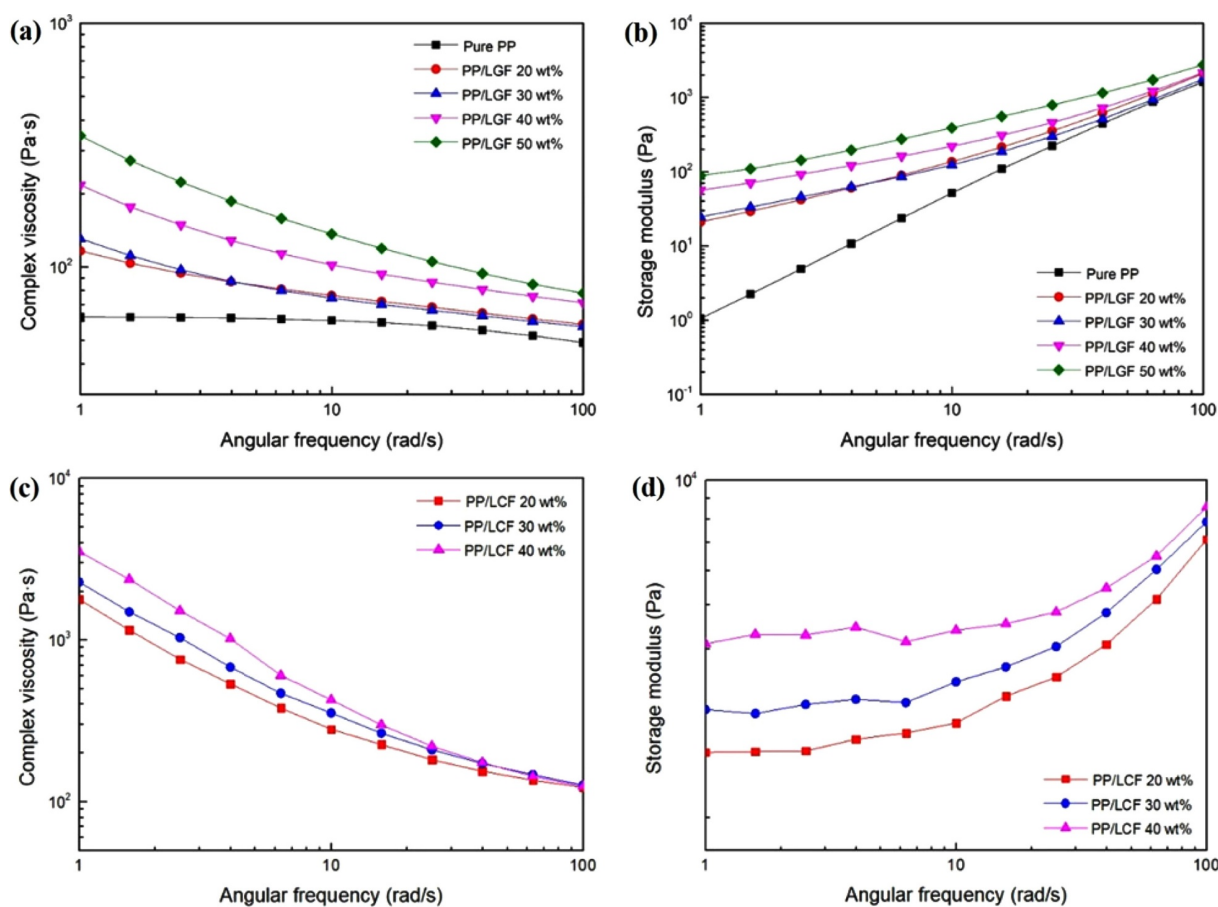 (a)
Complex viscosity (Pa·s)
10³
10²
Pure PP
PP/LGF 20 wt%
PP/LGF 30 wt%
PP/LGF 40 wt%
PP/LGF 50 wt%
1 10 100
Angular frequency (rad/s)
(b)
Storage modulus (Pa)
10⁴
10³
10²
10¹
10⁰
10⁻¹
Pure PP
PP/LGF 20 wt%
PP/LGF 30 wt%
PP/LGF 40 wt%
PP/LGF 50 wt%
1 10 100
Angular frequency (rad/s)
(c)
Complex viscosity (Pa·s)
10⁴
10³
10²
PP/LCF 20 wt%
PP/LCF 30 wt%
PP/LCF 40 wt%
1 10 100
Angular frequency (rad/s)
(d)
Storage modulus (Pa)
10⁴
PP/LCF 20 wt%
PP/LCF 30 wt%
PP/LCF 40 wt%
1 10 100
Angular frequency (rad/s)